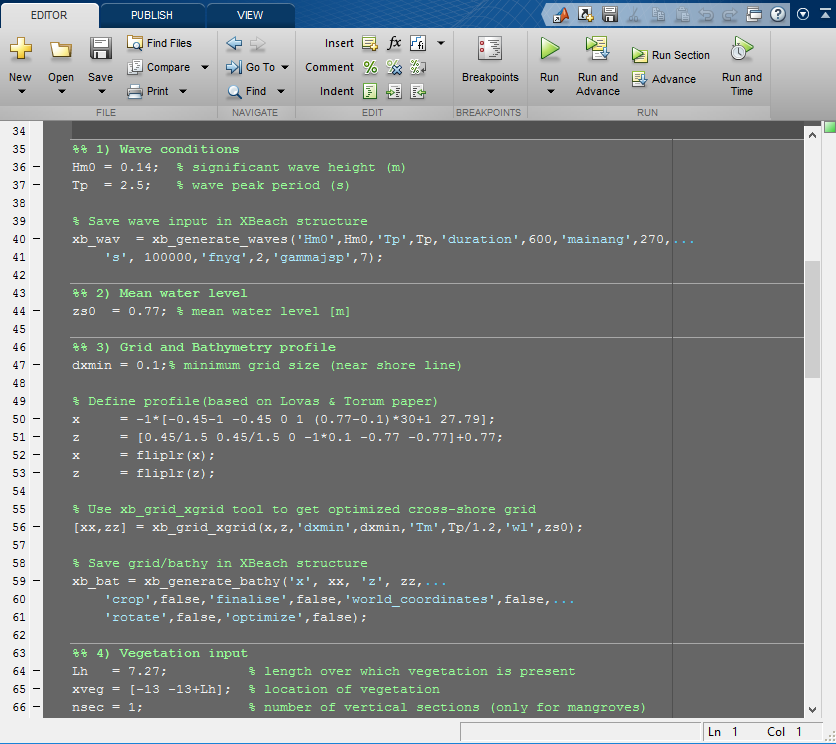 EDITOR PUBLISH VIEW
New Open Save Find Files Compare Print
FILE
Go To Find
NAVIGATE
Insert fx
Comment % % %
Indent
EDIT
Breakpoints
BREAKPOINTS
Run Run and Advance Run Section Advance Run and Time
RUN
34
35 %% 1) Wave conditions
36 – Hm0 = 0.14;  % significant wave height (m)
37 – Tp  = 2.5;   % wave peak period (s)
38
39 % Save wave input in XBeach structure
40 – xb_wav  = xb_generate_waves('Hm0',Hm0,'Tp',Tp,'duration',600,'mainang',270,...
41 's', 100000,'fnyq',2,'gammajsp',7);
42
43 %% 2) Mean water level
44 – zs0  = 0.77; % mean water level [m]
45
46 %% 3) Grid and Bathymetry profile
47 – dxmin = 0.1;% minimum grid size (near shore line)
48
49 % Define profile(based on Lovas & Torum paper)
50 – x     = -1*[-0.45-1 -0.45 0 1 (0.77-0.1)*30+1 27.79];
51 – z     = [0.45/1.5 0.45/1.5 0 -1*0.1 -0.77 -0.77]+0.77;
52 – x     = fliplr(x);
53 – z     = fliplr(z);
54
55 % Use xb_grid_xgrid tool to get optimized cross-shore grid
56 – [xx,zz] = xb_grid_xgrid(x,z,'dxmin',dxmin,'Tm',Tp/1.2,'wl',zs0);
57
58 % Save grid/bathy in XBeach structure
59 – xb_bat = xb_generate_bathy('x', xx, 'z', zz,...
60 'crop',false,'finalise',false,'world_coordinates',false,...
61 'rotate',false,'optimize',false);
62
63 %% 4) Vegetation input
64 – Lh   = 7.27;          % length over which vegetation is present
65 – xveg = [-13 -13+Lh];  % location of vegetation
66 – nsec = 1;             % number of vertical sections (only for mangroves)
Ln 1 Col 1